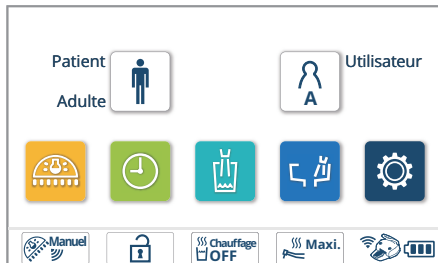 Patient
Utilisateur
Adulte
A
Manuel
Chauffage
OFF
Maxi.